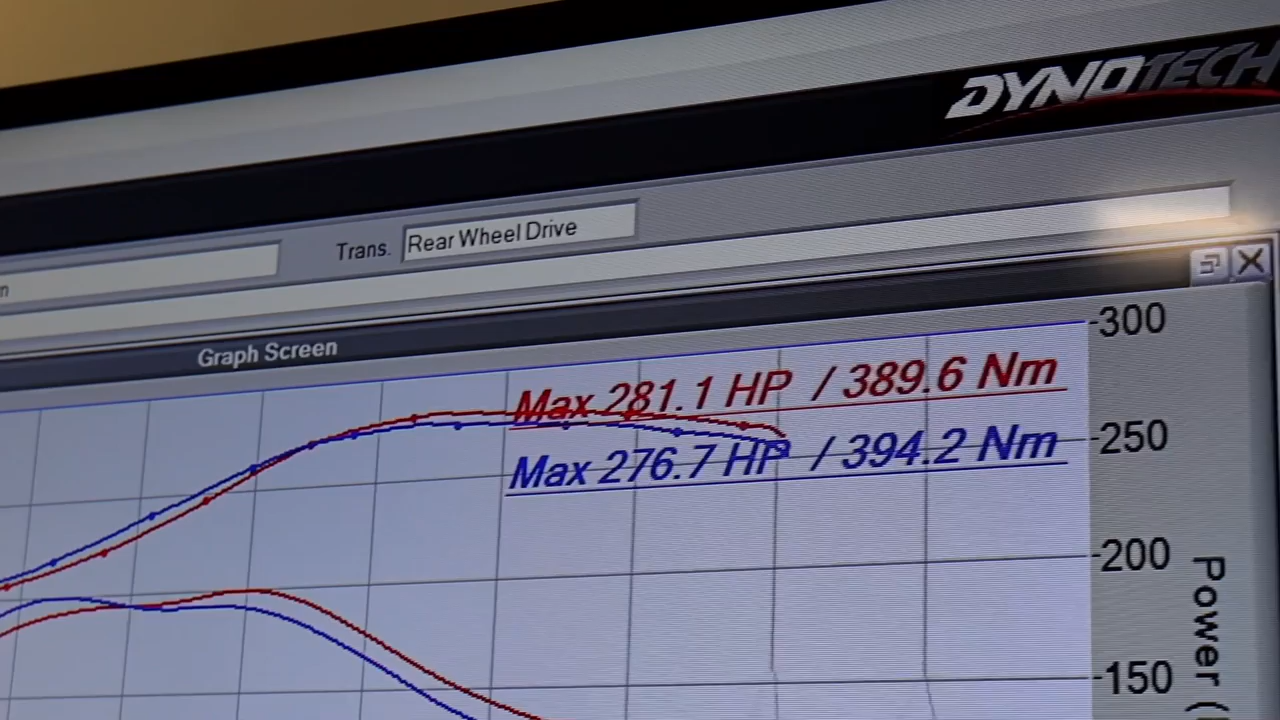 DYNOTECH
Trans. Rear Wheel Drive
Graph Screen
300
Max 281.1 HP / 389.6 Nm
250
Max 276.7 HP / 394.2 Nm
200
150
Power (